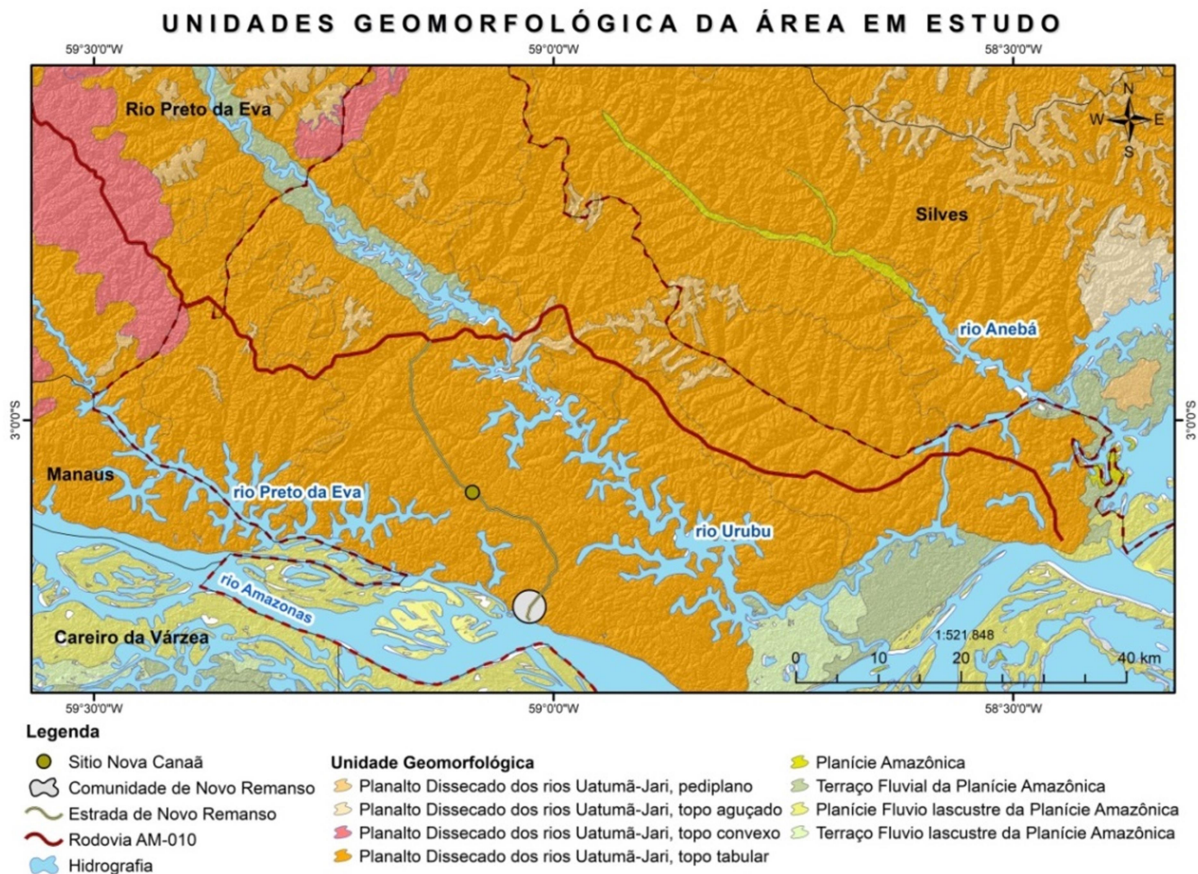 UNIDADES GEOMORFOLÓGICA DA ÁREA EM ESTUDO
59°30'0"W 59°0'0"W 58°30'0"W
Rio Preto da Eva
N
W E
S
Silves
rio Anebá
3°0'0"S 3°0'0"S
Manaus
rio Preto da Eva
rio Urubu
rio Amazonas
Careiro da Várzea
1:521.848
0 10 20 40 km
59°30'0"W 59°0'0"W 58°30'0"W
Legenda
Sitio Nova Canaã
Comunidade de Novo Remanso
Estrada de Novo Remanso
Rodovia AM-010
Hidrografia
Unidade Geomorfológica
Planalto Dissecado dos rios Uatumã-Jari, pediplano
Planalto Dissecado dos rios Uatumã-Jari, topo aguçado
Planalto Dissecado dos rios Uatumã-Jari, topo convexo
Planalto Dissecado dos rios Uatumã-Jari, topo tabular
Planície Amazônica
Terraço Fluvial da Planície Amazônica
Planície Fluvio lascustre da Planície Amazônica
Terraço Fluvio lascustre da Planície Amazônica